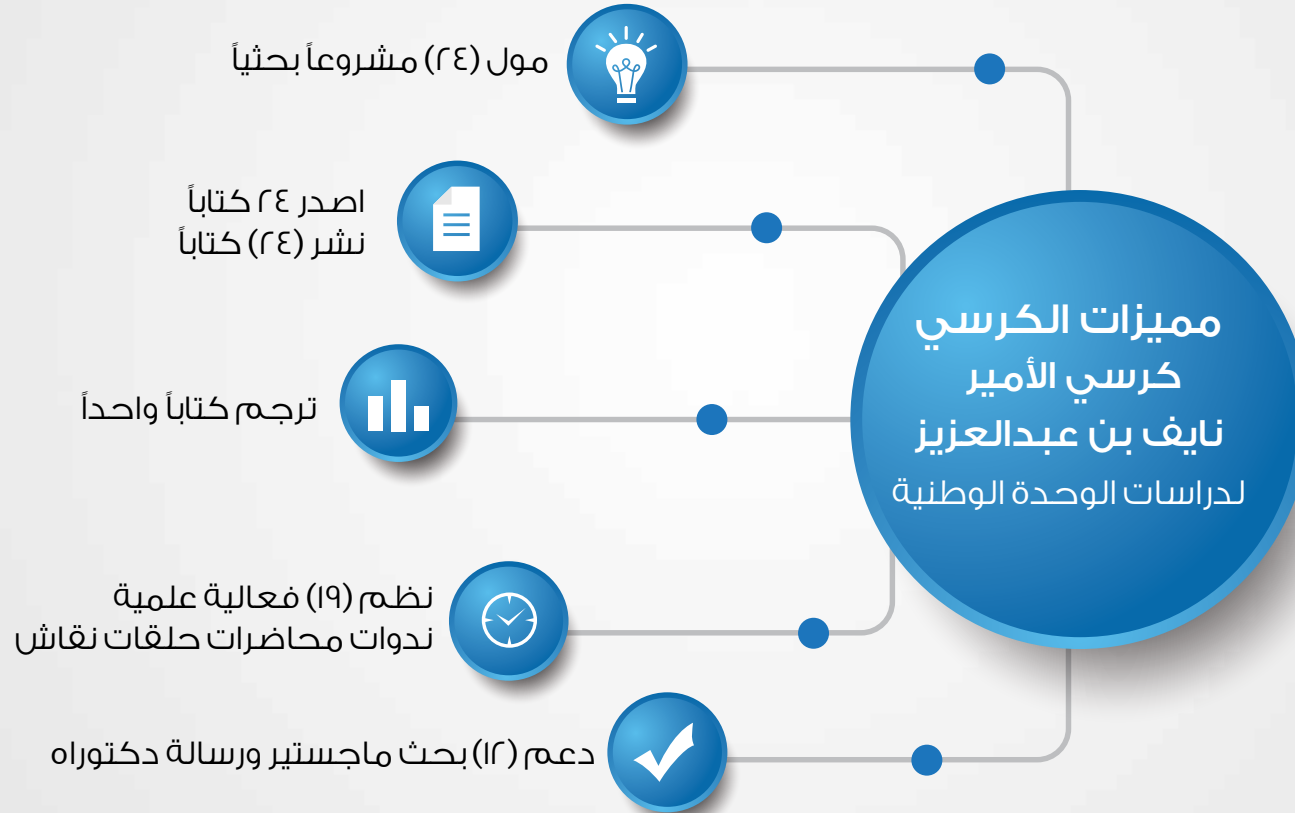 مميزات الكرسي
كرسي الأمير
نايف بن عبدالعزيز
لدراسات الوحدة الوطنية
مول (٢٤) مشروعاً بحثياً
اصدر ٢٤ كتاباً
نشر (٢٤) كتاباً
ترجم كتاباً واحداً
نظم (١٩) فعالية علمية
ندوات محاضرات حلقات نقاش
دعم (١٢) بحث ماجستير ورسالة دكتوراه